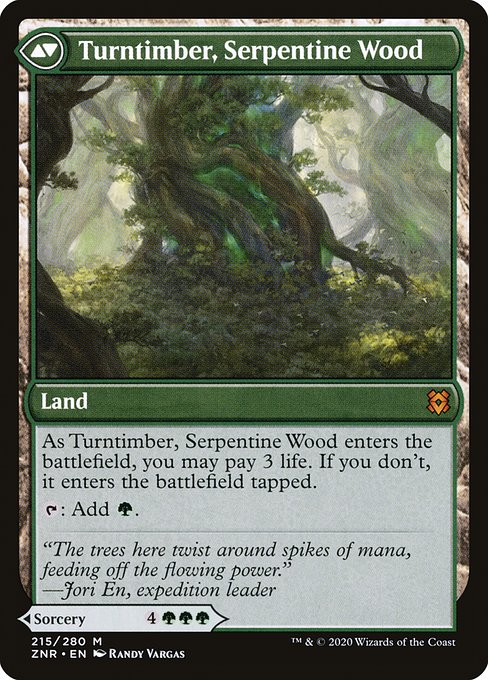 Turntimber, Serpentine Wood
Land
As Turntimber, Serpentine Wood enters the
battlefield, you may pay 3 life. If you don't,
it enters the battlefield tapped.
: Add .
“The trees here twist around spikes of mana,
feeding off the flowing power.”
—Jori En, expedition leader
Sorcery 4
215/280 M
ZNR • EN Randy Vargas
™ & © 2020 Wizards of the Coast